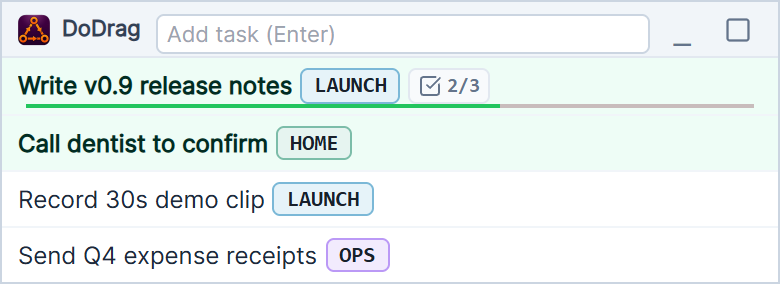 DoDrag Add task (Enter)
Write v0.9 release notes LAUNCH 2/3
Call dentist to confirm HOME
Record 30s demo clip LAUNCH
Send Q4 expense receipts OPS